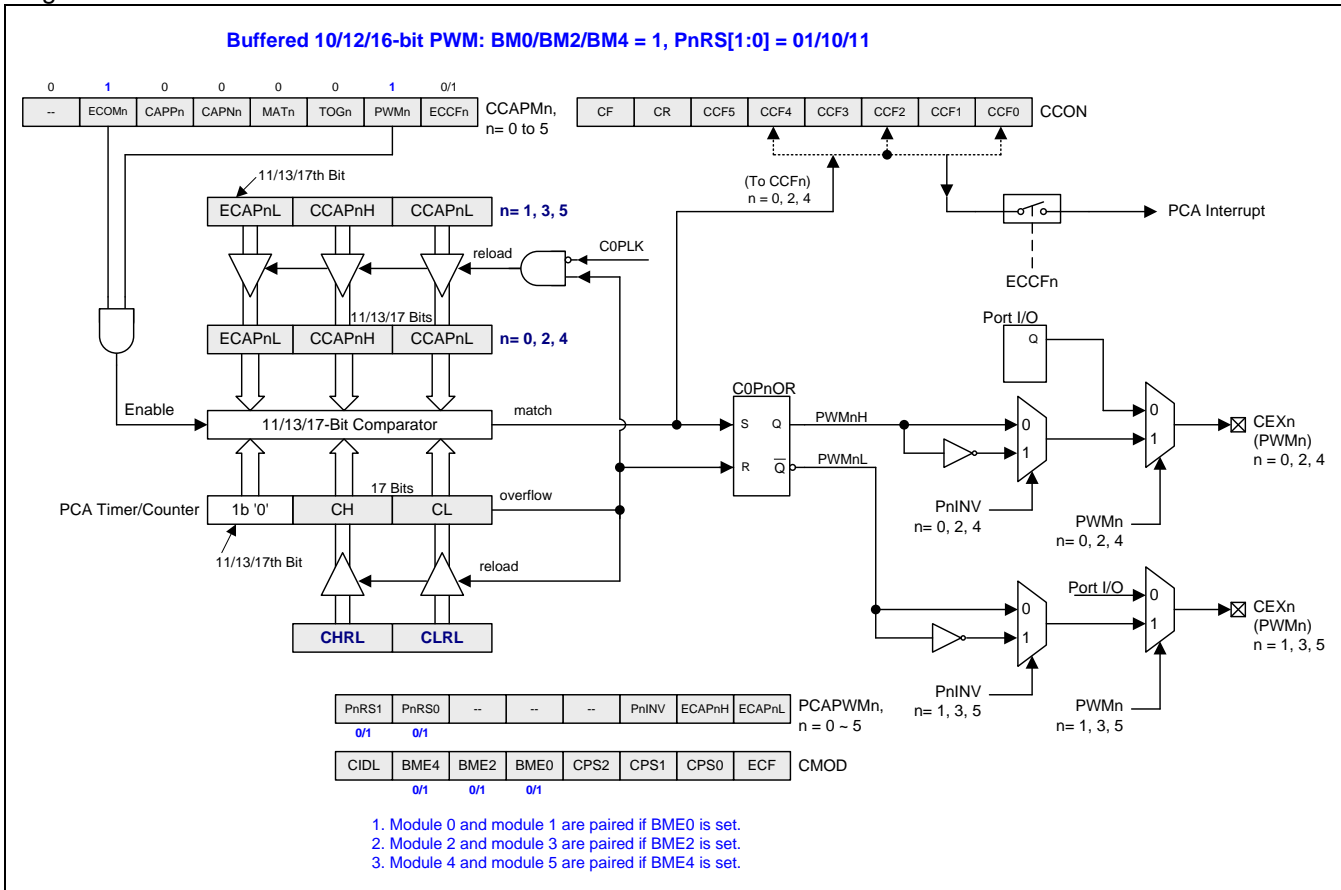 Buffered 10/12/16-bit PWM: BM0/BM2/BM4 = 1, PnRS[1:0] = 01/10/11
0 1 0 0 0 0 1 0/1
-- ECOMn CAPPn CAPNn MATn TOGn PWMn ECCFn
CCAPMn,
n= 0 to 5
CF CR CCF5 CCF4 CCF3 CCF2 CCF1 CCF0 CCON
11/13/17th Bit
ECAPnL CCAPnH CCAPnL n= 1, 3, 5
(To CCFn)
n = 0, 2, 4
PCA Interrupt
ECCFn
reload
C0PLK
11/13/17 Bits
ECAPnL CCAPnH CCAPnL n= 0, 2, 4
Port I/O
Q
Enable
11/13/17-Bit Comparator
match
C0PnOR
S Q
R Q
PWMnH
PWMnL
0
1
0
1
CEXn
(PWMn)
n = 0, 2, 4
PnINV
n= 0, 2, 4
PWMn
n= 0, 2, 4
17 Bits
PCA Timer/Counter
1b '0' CH CL
overflow
11/13/17th Bit
reload
CHRL CLRL
Port I/O
0
1
0
1
CEXn
(PWMn)
n = 1, 3, 5
PnINV
n= 1, 3, 5
PWMn
n= 1, 3, 5
PnRS1 PnRS0 -- -- -- PnINV ECAPnH ECAPnL
PCAPWMn,
n = 0 ~ 5
0/1 0/1
CIDL BME4 BME2 BME0 CPS2 CPS1 CPS0 ECF CMOD
0/1 0/1 0/1
1. Module 0 and module 1 are paired if BME0 is set.
2. Module 2 and module 3 are paired if BME2 is set.
3. Module 4 and module 5 are paired if BME4 is set.